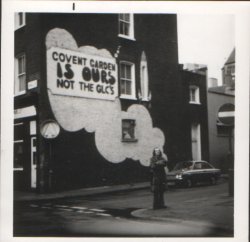 COVENT GARDEN
IS OURS
NOT THE GLC'S